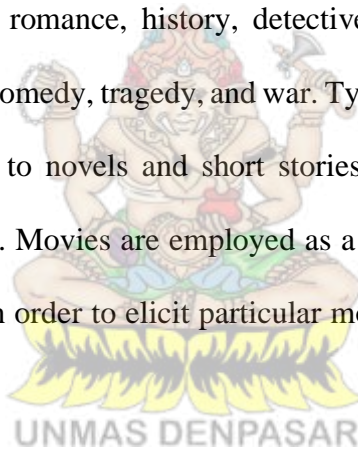 romance, history, detective
omedy, tragedy, and war. Ty
to novels and short stories
. Movies are employed as a
n order to elicit particular mo
UNMAS DENPASAR